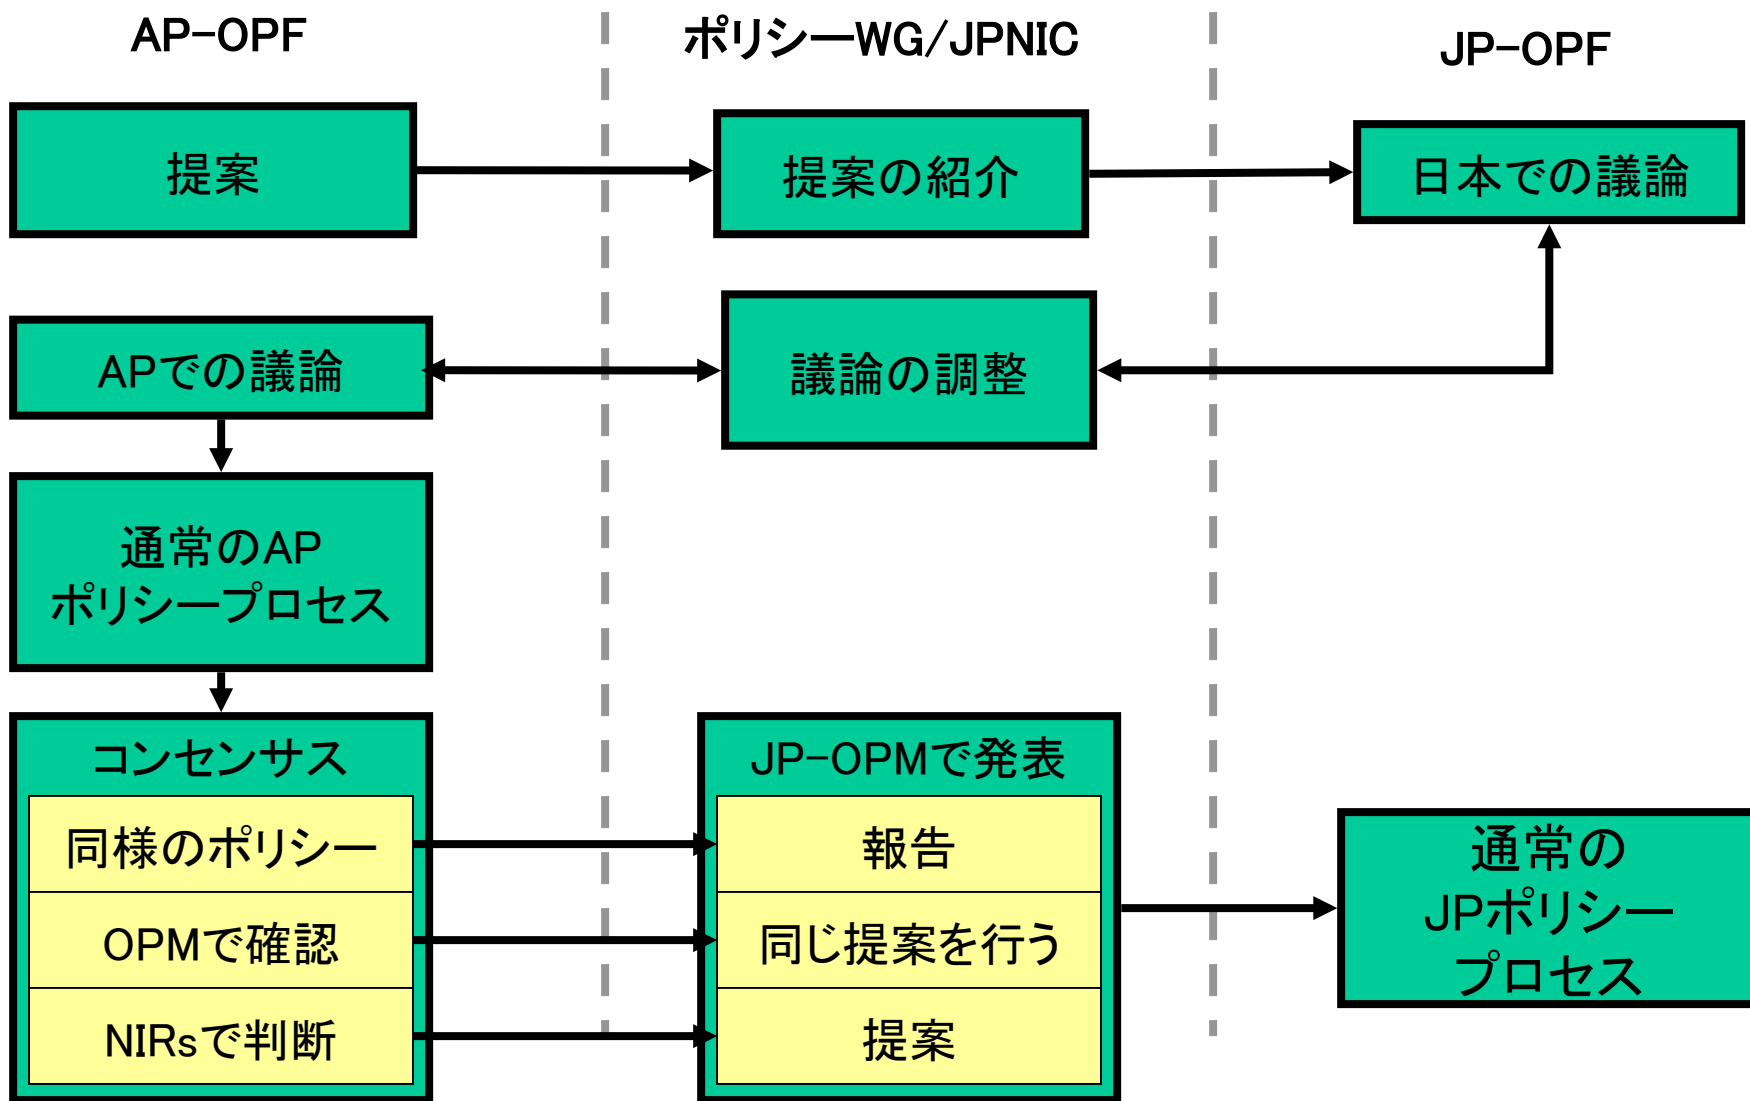 AP-OPF
ポリシーWG/JPNIC
JP-OPF
提案
提案の紹介
日本での議論
APでの議論
議論の調整
通常のAP
ポリシープロセス
コンセンサス
同様のポリシー
OPMで確認
NIRsで判断
JP-OPMで発表
報告
同じ提案を行う
提案
通常の
JPポリシー
プロセス